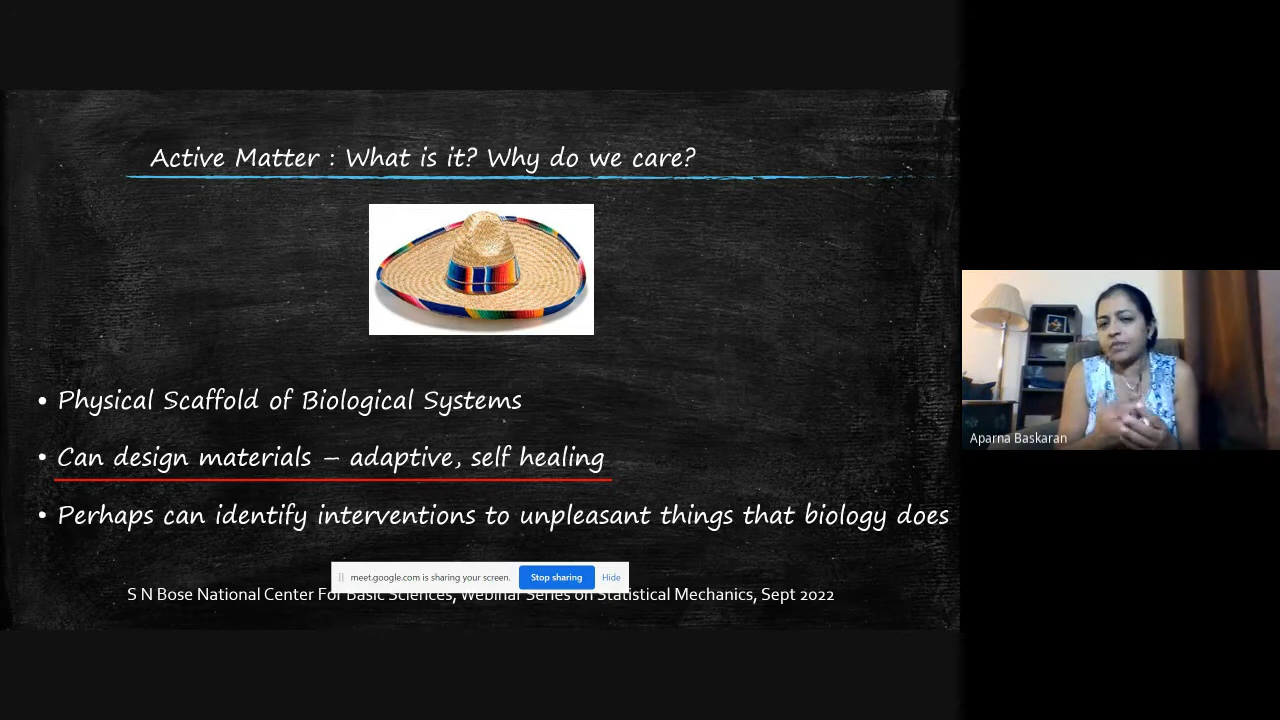 Active Matter : What is it? Why do we care?
• Physical Scaffold of Biological Systems
• Can design materials – adaptive, self healing
• Perhaps can identify interventions to unpleasant things that biology does
meet.google.com is sharing your screen. Stop sharing Hide
S N Bose National Center For Basic Sciences, Webinar Series on Statistical Mechanics, Sept 2022
Aparna Baskaran